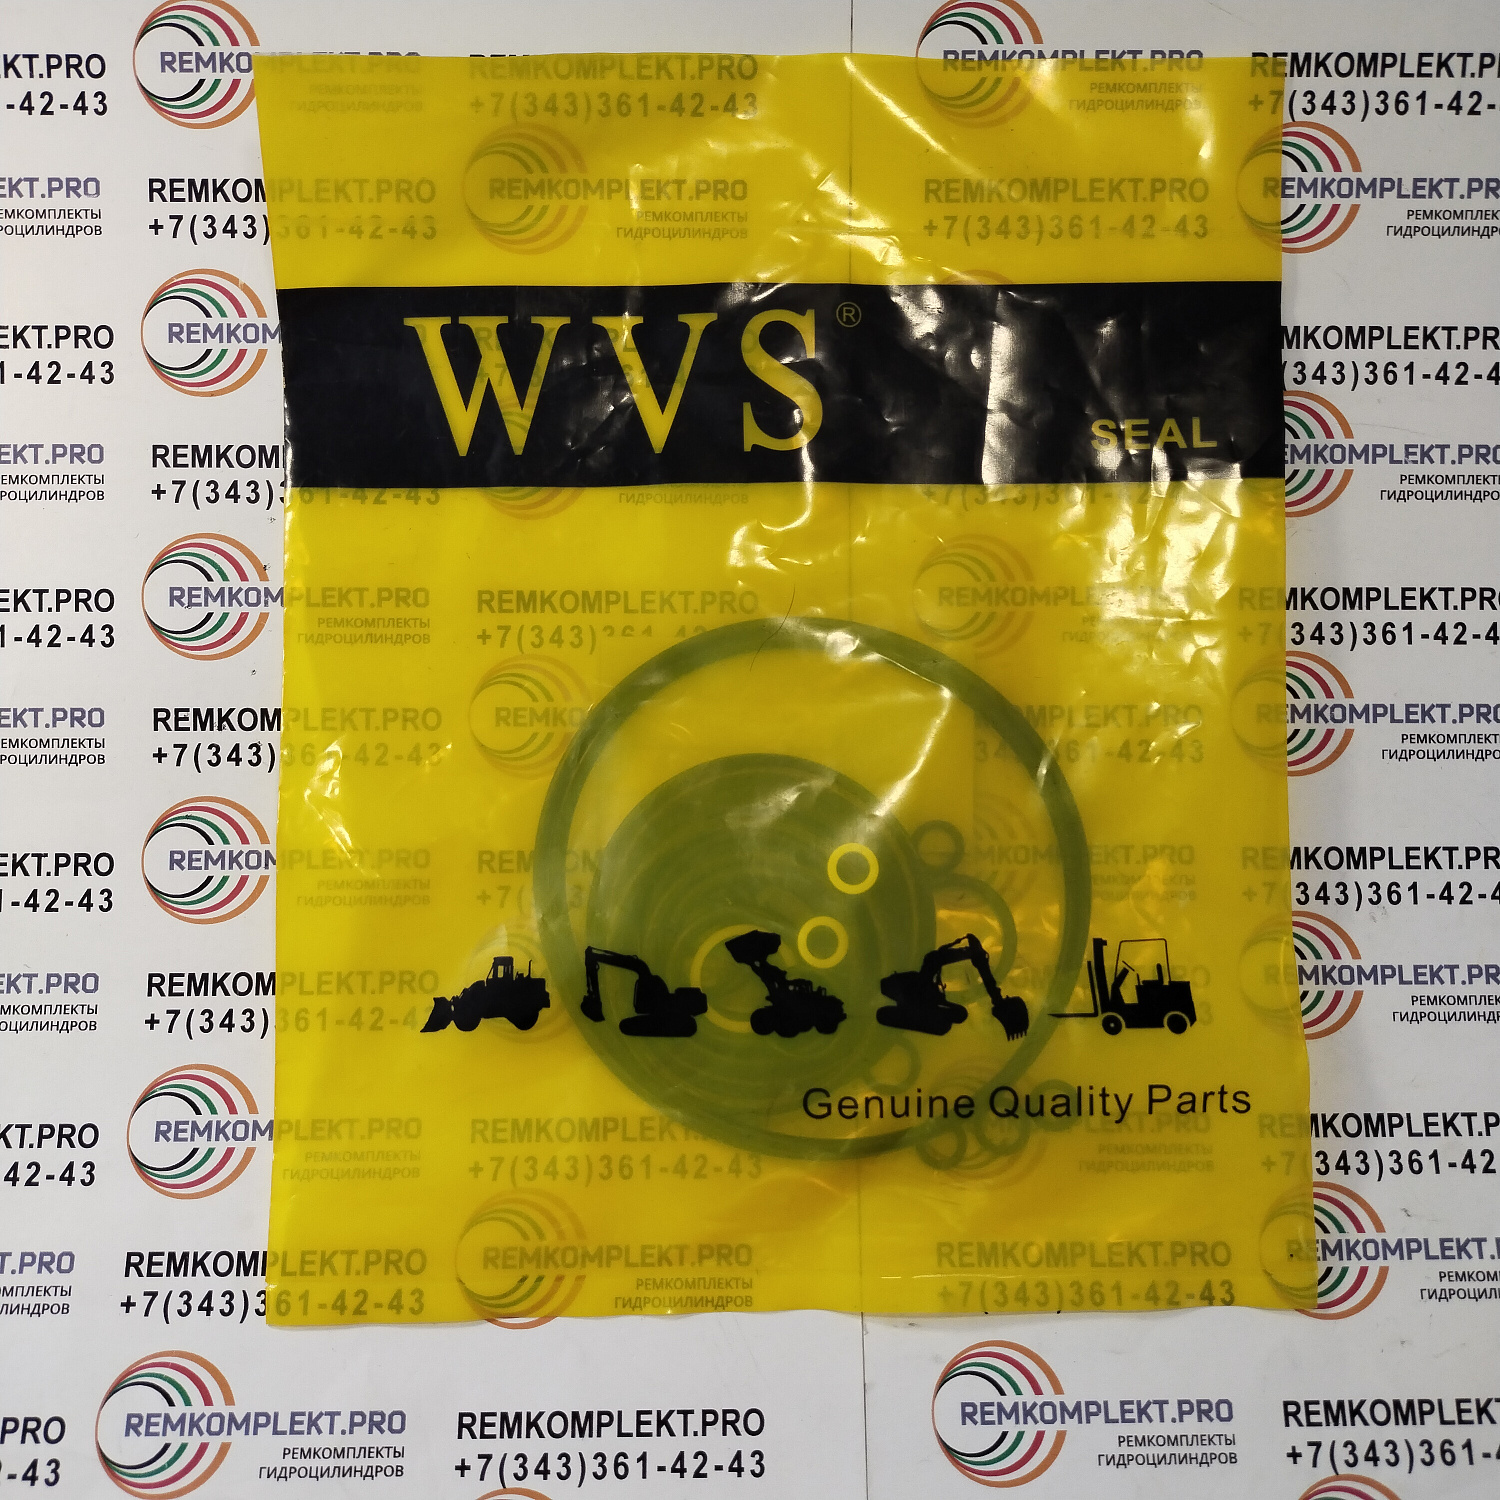 WVS®
SEAL
Genuine Quality Parts
REMKOMPLEKT.PRO
+7(343)361-42-43
REMKOMPLEKT.PRO
РЕМКОМПЛЕКТЫ
ГИДРОЦИЛИНДРОВ